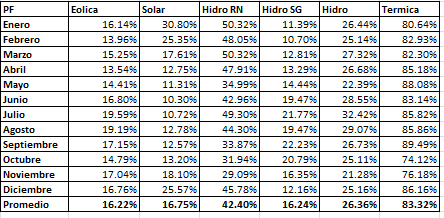 PF Eolica Solar Hidro RN Hidro SG Hidro Termica
Enero 16.14% 30.80% 50.32% 11.39% 26.44% 80.64%
Febrero 13.96% 25.35% 48.05% 10.70% 25.14% 82.93%
Marzo 15.25% 17.61% 50.32% 12.81% 27.32% 82.30%
Abril 13.54% 12.75% 47.91% 13.29% 26.68% 85.18%
Mayo 14.41% 11.31% 34.99% 14.44% 22.39% 88.08%
Junio 16.80% 10.30% 42.96% 19.47% 28.55% 83.14%
Julio 19.59% 10.72% 49.30% 21.77% 32.42% 85.82%
Agosto 19.19% 12.78% 44.30% 19.47% 29.07% 85.86%
Septiembre 17.15% 12.57% 33.87% 22.23% 26.73% 89.49%
Octubre 14.79% 13.20% 31.94% 20.79% 25.11% 74.12%
Noviembre 17.04% 18.10% 29.09% 16.35% 21.28% 76.18%
Diciembre 16.76% 25.57% 45.78% 12.16% 25.16% 86.16%
Promedio 16.22% 16.75% 42.40% 16.24% 26.36% 83.32%